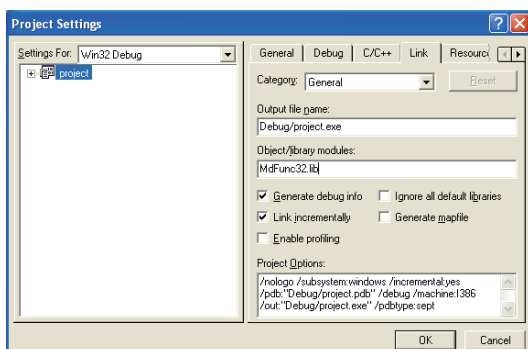 Project Settings
Settings For: Win32 Debug
project
General Debug C/C++ Link Resourc
Category: General Reset
Output file name:
Debug/project.exe
Object/library modules:
MdFunc32.lib
Generate debug info Ignore all default libraries
Link incrementally Generate mapfile
Enable profiling
Project Options:
/nologo /subsystem:windows /incremental:yes
/pdb:"Debug/project.pdb" /debug /machine:I386
/out:"Debug/project.exe" /pdbtype:sept
OK Cancel